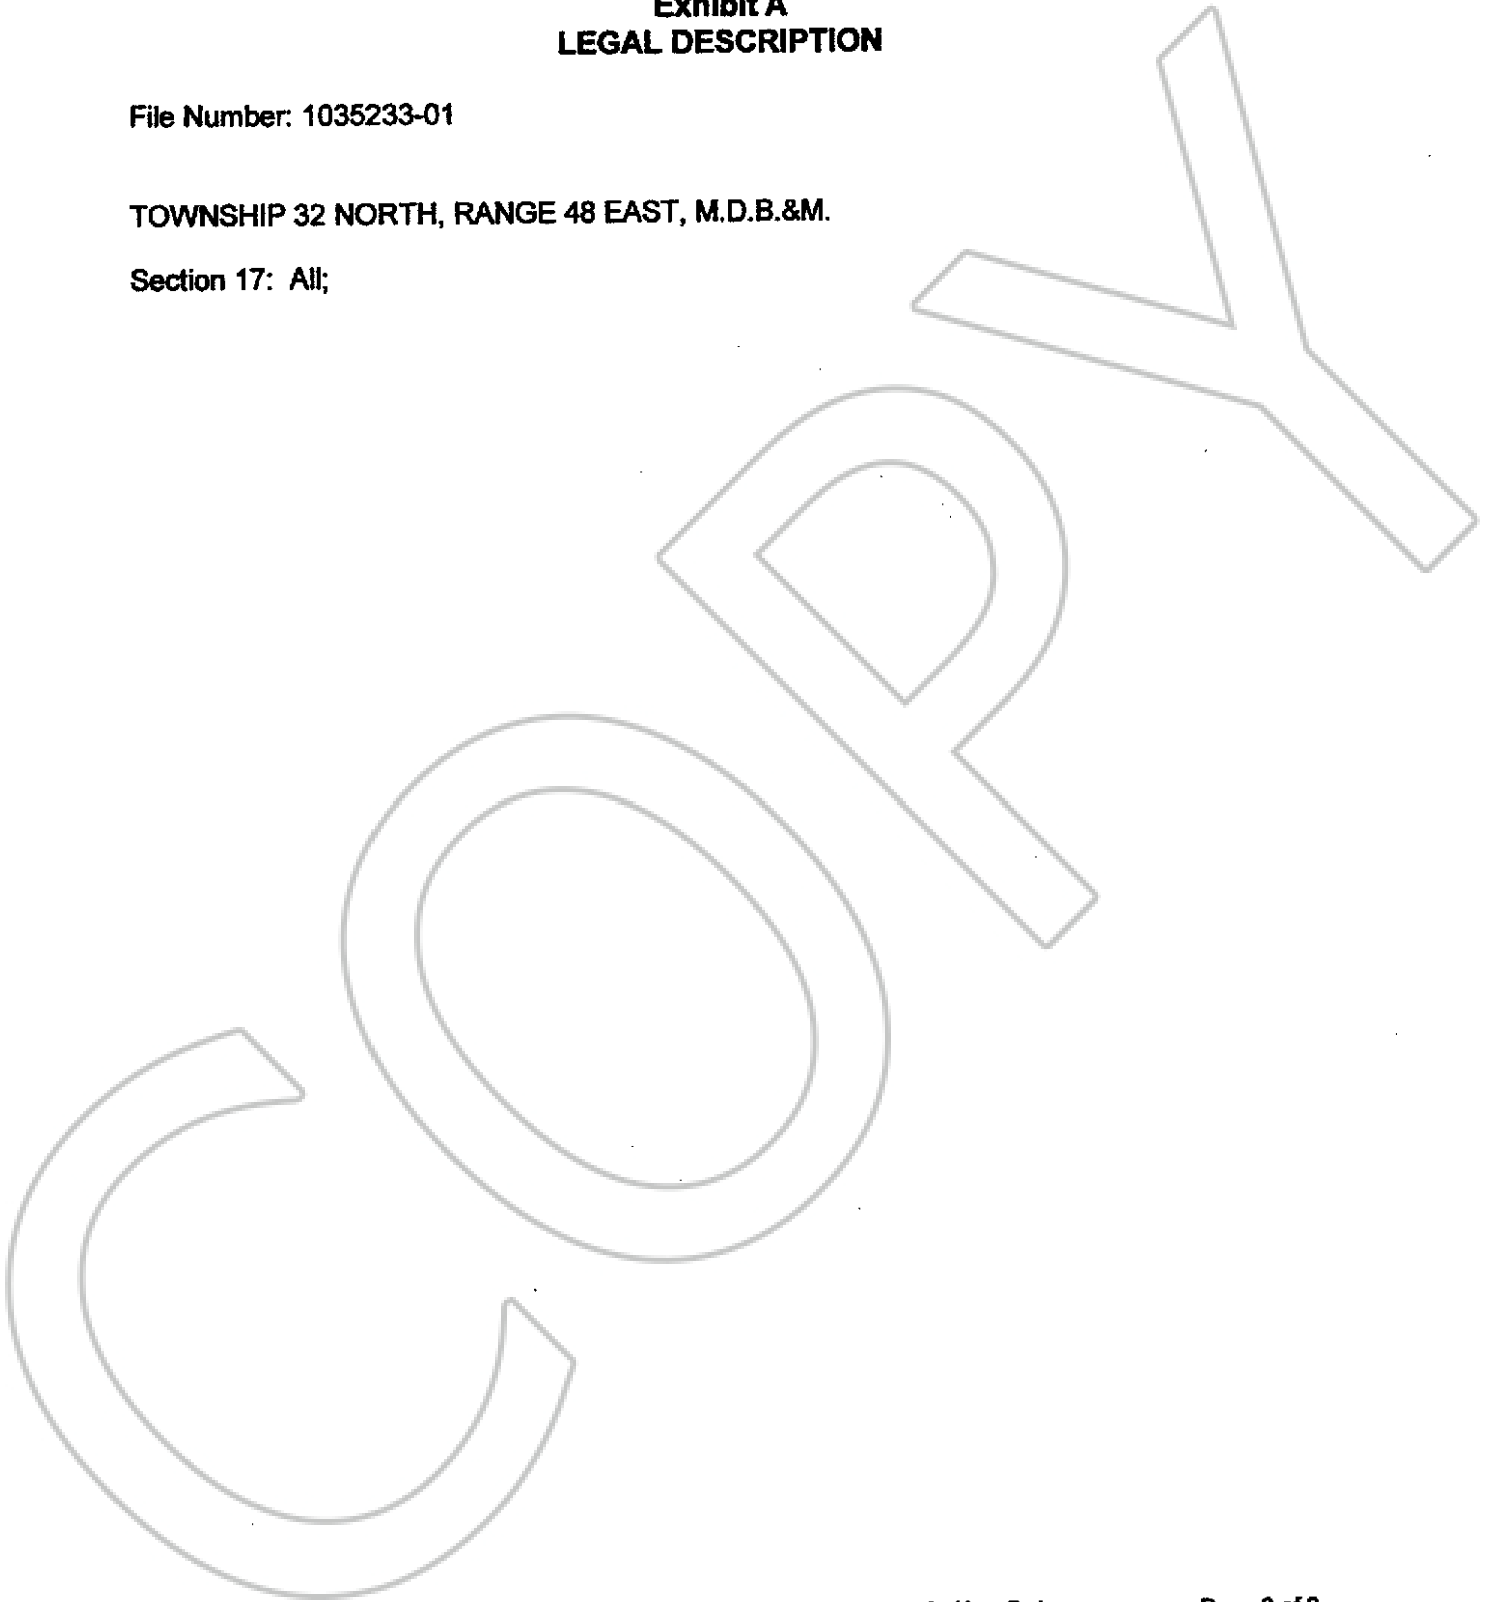 Exhibit A
LEGAL DESCRIPTION
File Number: 1035233-01
TOWNSHIP 32 NORTH, RANGE 48 EAST, M.D.B.&M.
Section 17: All;
COPY